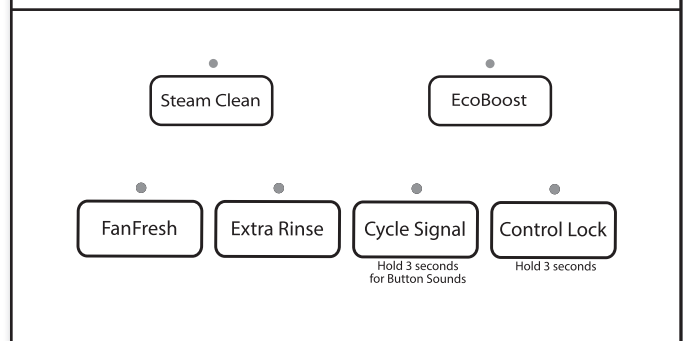 Steam Clean
EcoBoost
FanFresh
Extra Rinse
Cycle Signal
Control Lock
Hold 3 seconds
for Button Sounds
Hold 3 seconds